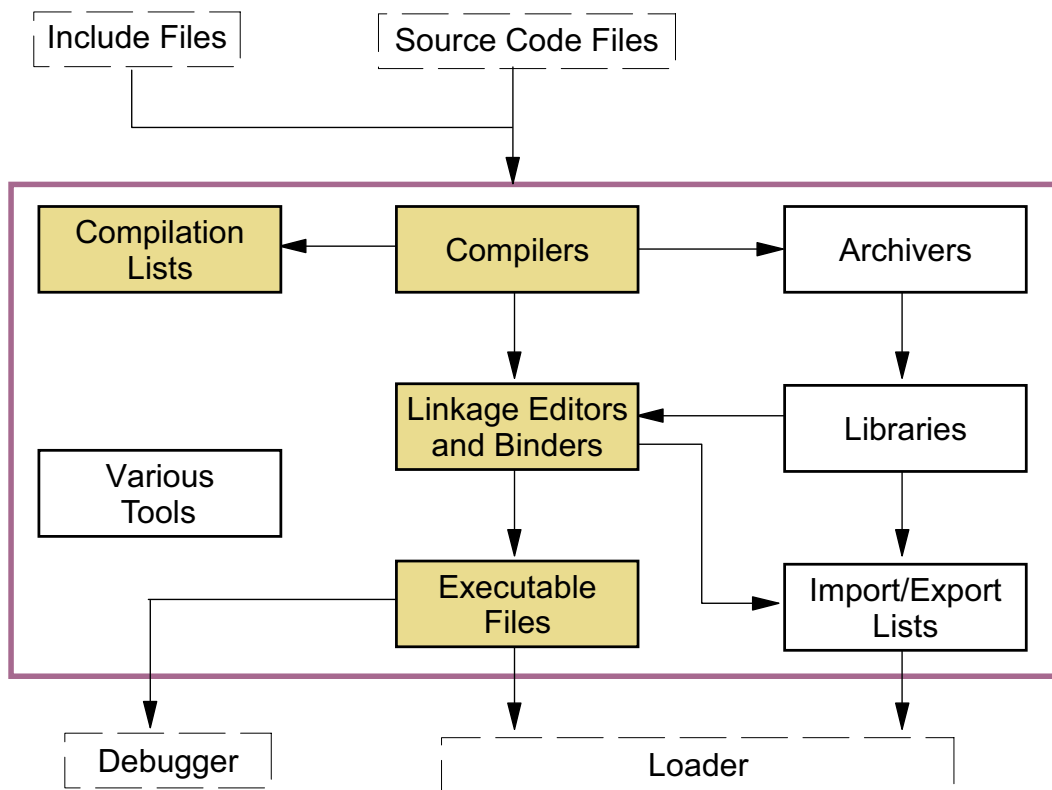 Include Files
Source Code Files
Compilation
Lists
Compilers
Archivers
Linkage Editors
and Binders
Libraries
Various
Tools
Executable
Files
Import/Export
Lists
Debugger
Loader